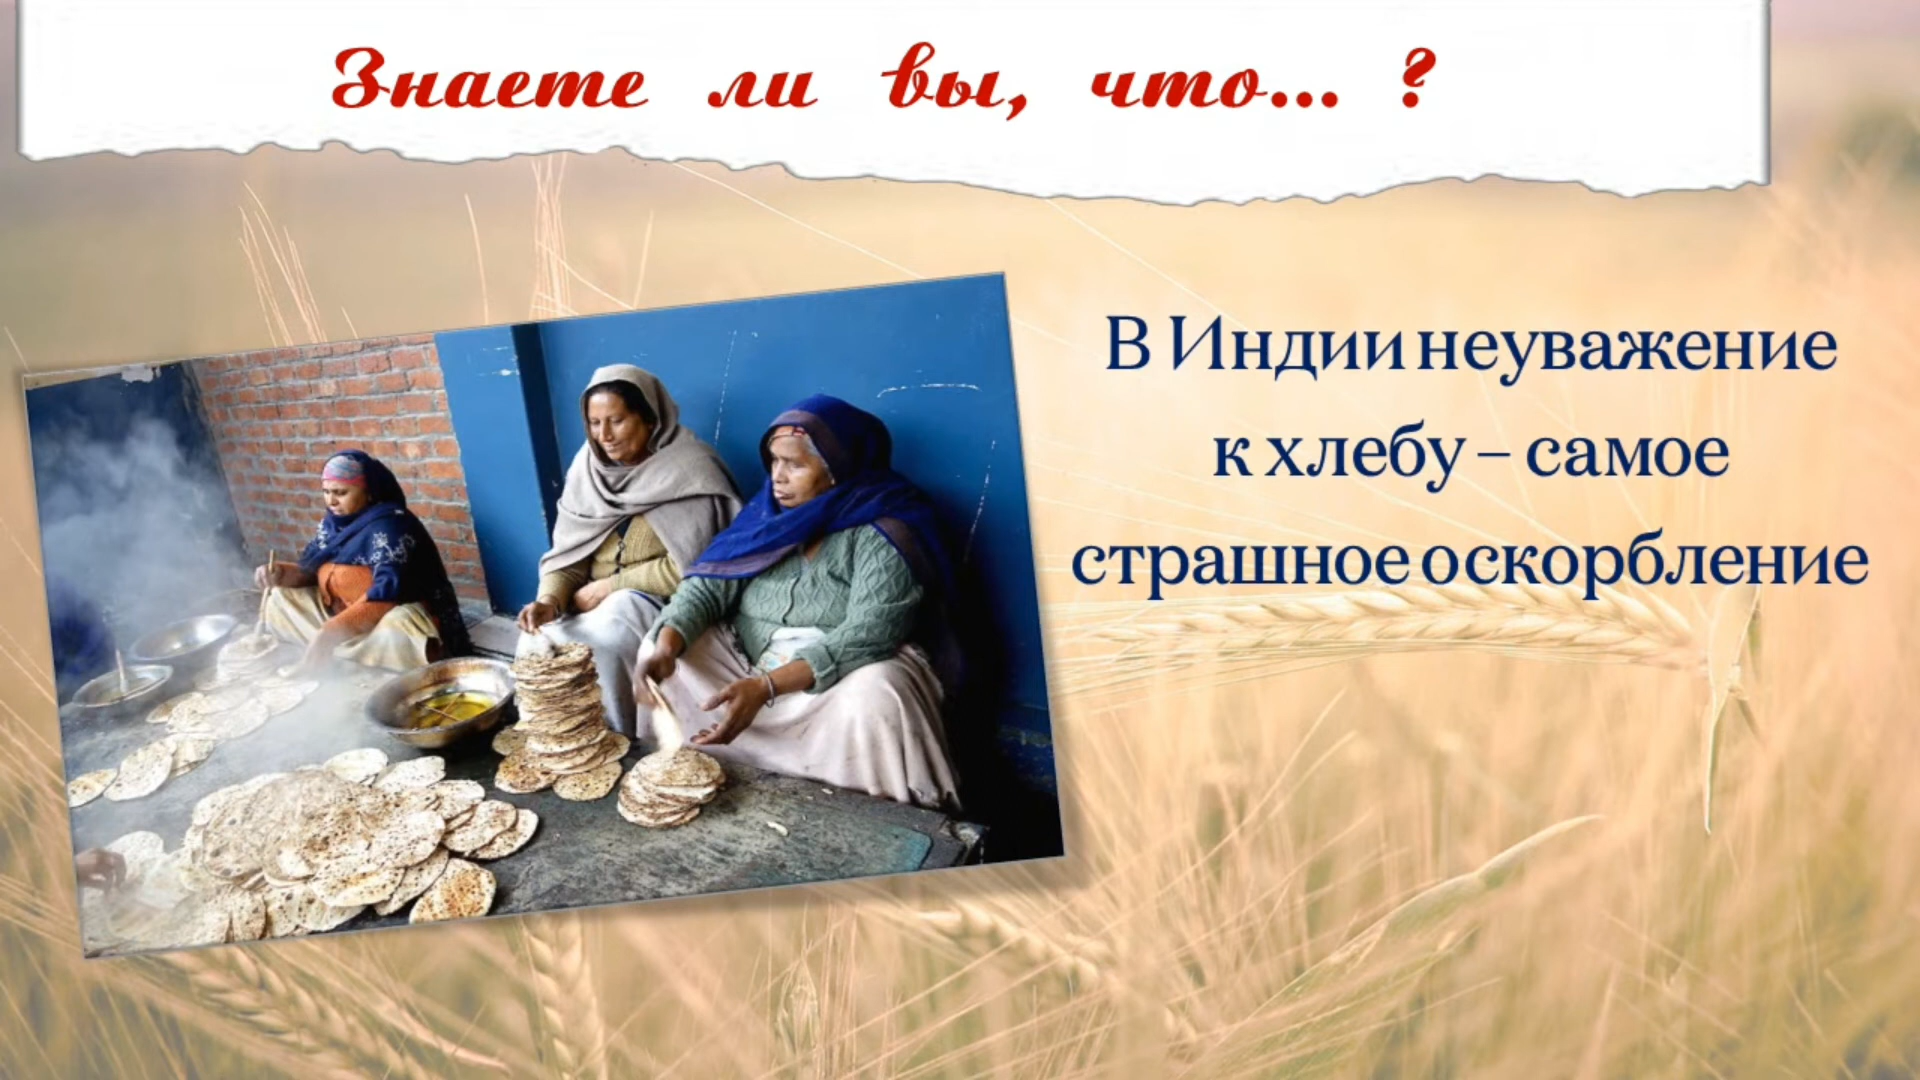 Знаете ли вы, что... ?
В Индии неуважение
к хлебу – самое
страшное оскорбление